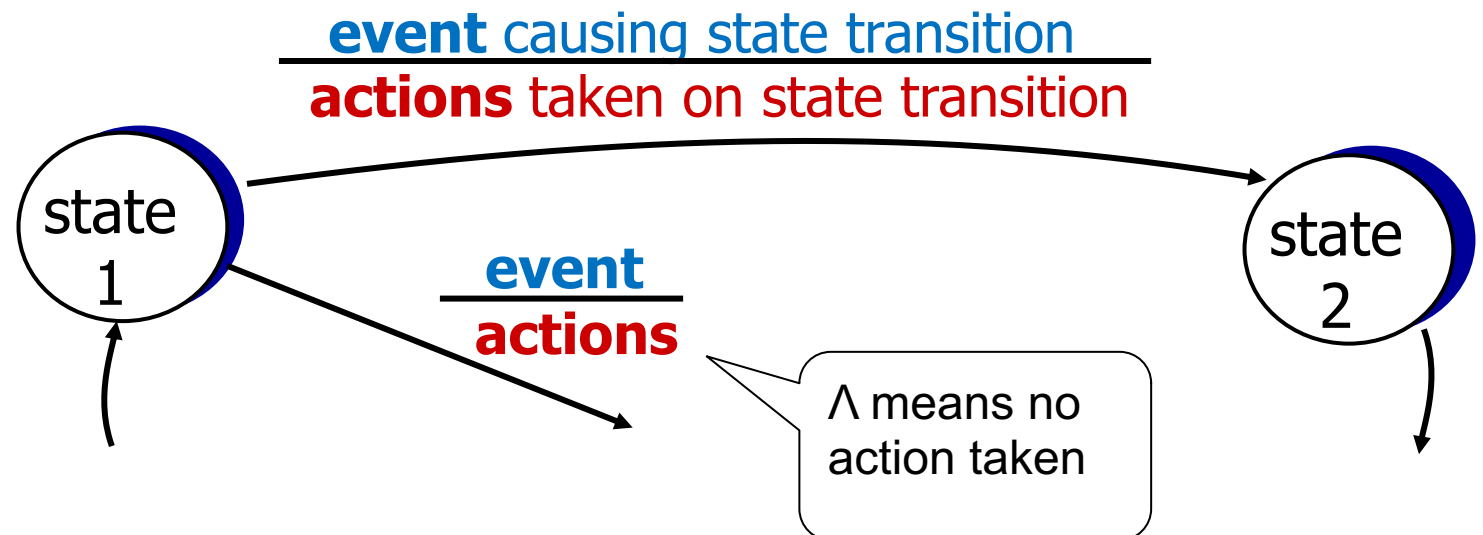 event causing state transition
actions taken on state transition
state
1
event
actions
state
2
Λ means no
action taken